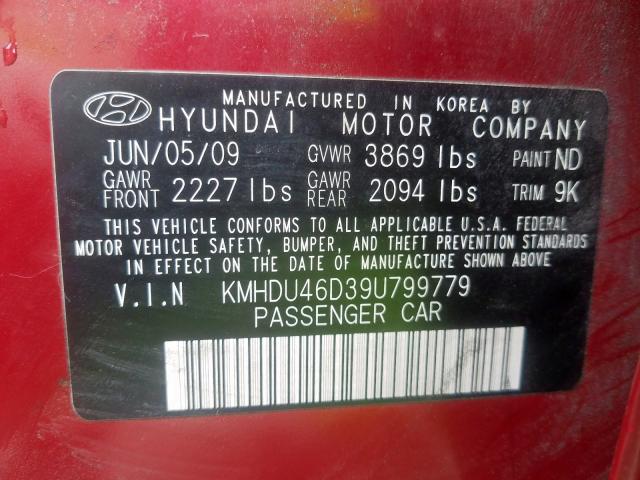 MANUFACTURED IN KOREA BY
HYUNDAI MOTOR COMPANY
JUN/05/09 GVWR 3869 lbs PAINT ND
GAWR FRONT 2227 lbs GAWR REAR 2094 lbs TRIM 9K
THIS VEHICLE CONFORMS TO ALL APPLICABLE U.S.A. FEDERAL
MOTOR VEHICLE SAFETY, BUMPER, AND THEFT PREVENTION STANDARDS
IN EFFECT ON THE DATE OF MANUFACTURE SHOWN ABOVE
V.I.N KMHDU46D39U799779
PASSENGER CAR